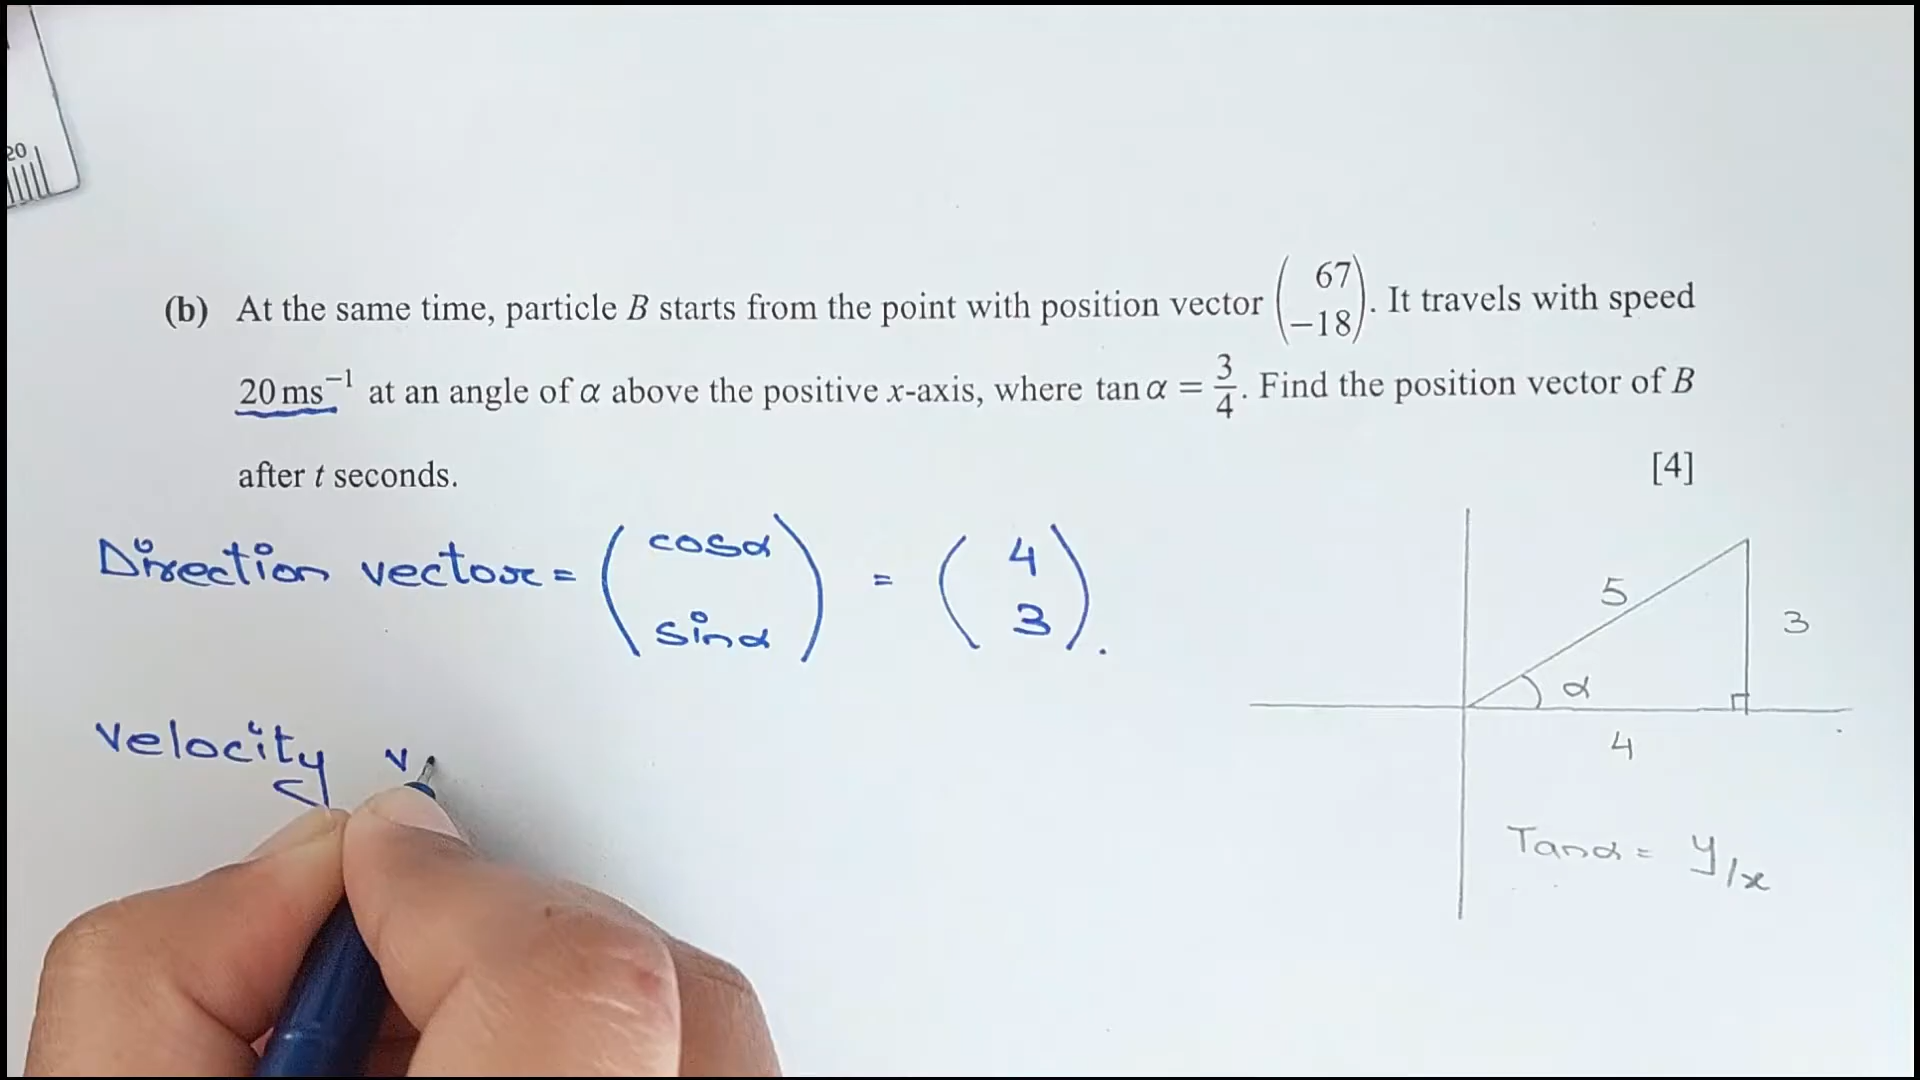 20
(b) At the same time, particle B starts from the point with position vector (67 −18). It travels with speed
20 ms⁻¹ at an angle of α above the positive x-axis, where tan α = 3/4. Find the position vector of B
after t seconds. [4]
Direction vector = (cosα sinα) = (4 3).
5
3
α
4
velocity v
Tanα = y/x